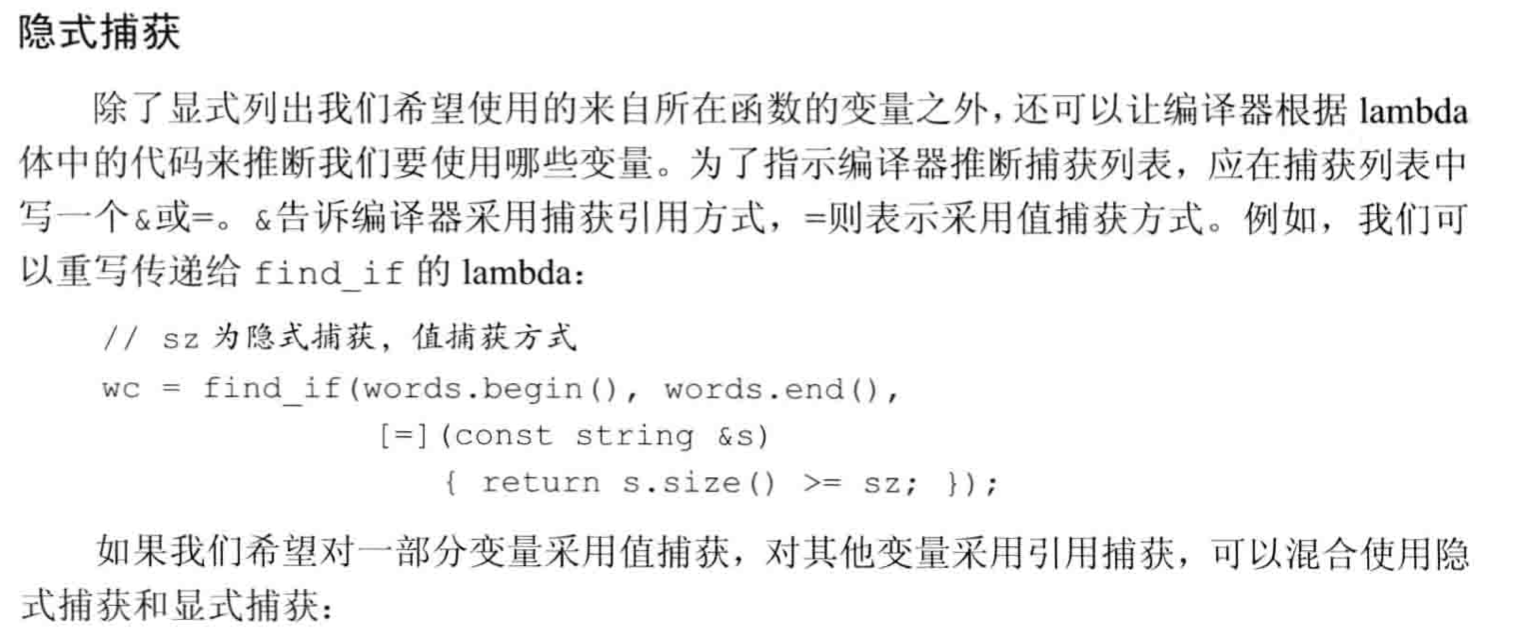 隐式捕获
除了显式列出我们希望使用的来自所在函数的变量之外，还可以让编译器根据 lambda
体中的代码来推断我们要使用哪些变量。为了指示编译器推断捕获列表，应在捕获列表中
写一个&或=。&告诉编译器采用捕获引用方式，=则表示采用值捕获方式。例如，我们可
以重写传递给 find_if 的 lambda：
// sz 为隐式捕获，值捕获方式
wc = find_if(words.begin(), words.end(),
[=](const string &s)
{ return s.size() >= sz; });
如果我们希望对一部分变量采用值捕获，对其他变量采用引用捕获，可以混合使用隐
式捕获和显式捕获：